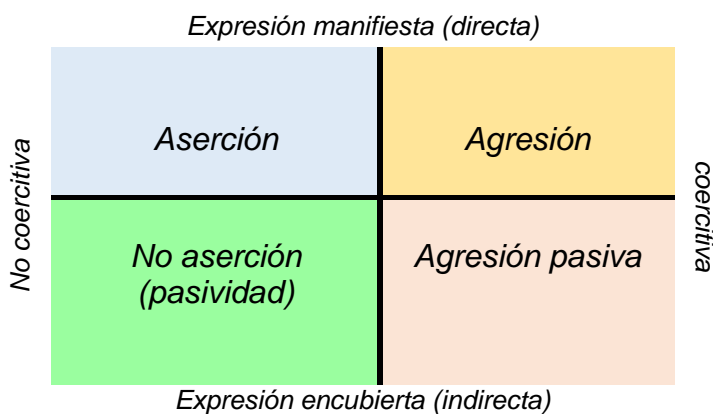 Expresión manifiesta (directa)
No coercitiva
Aserción
Agresión
coercitiva
No aserción
(pasividad)
Agresión pasiva
Expresión encubierta (indirecta)